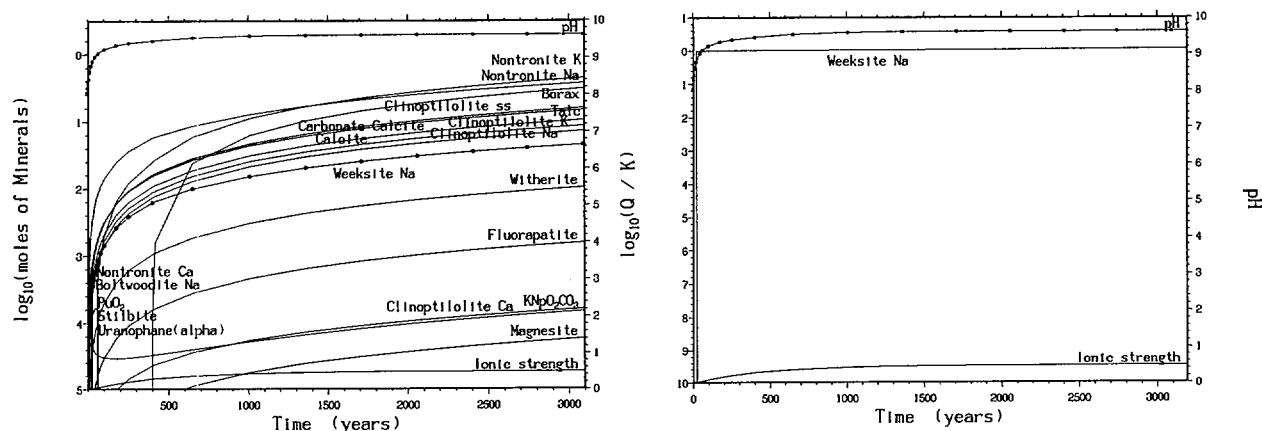 pH
Nontronite K
Nontronite Na
Borax
Clinoptilolite ss
Talc
Carbonate Calcite
Clinoptilolite K
Calcite
Clinoptilolite Na
Weeksite Na
Witherite
Fluorapatite
Nontronite Ca
Boltwoodite Na
PuO₂
Stilbite
Uranophane(alpha)
Clinoptilolite Ca
KNpO₂CO₃
Magnesite
Ionic strength
log₁₀(moles of Minerals)
0
1
2
3
4
5
10
9
8
7
6
5
4
3
2
1
0
500 1000 1500 2000 2500 3000
Time (years)
pH
Weeksite Na
Ionic strength
log₁₀(Q / K)
1
0
1
2
3
4
5
6
7
8
9
10
10
9
8
7
6
5
4
3
2
1
0
pH
0 500 1000 1500 2000 2500 3000
Time (years)